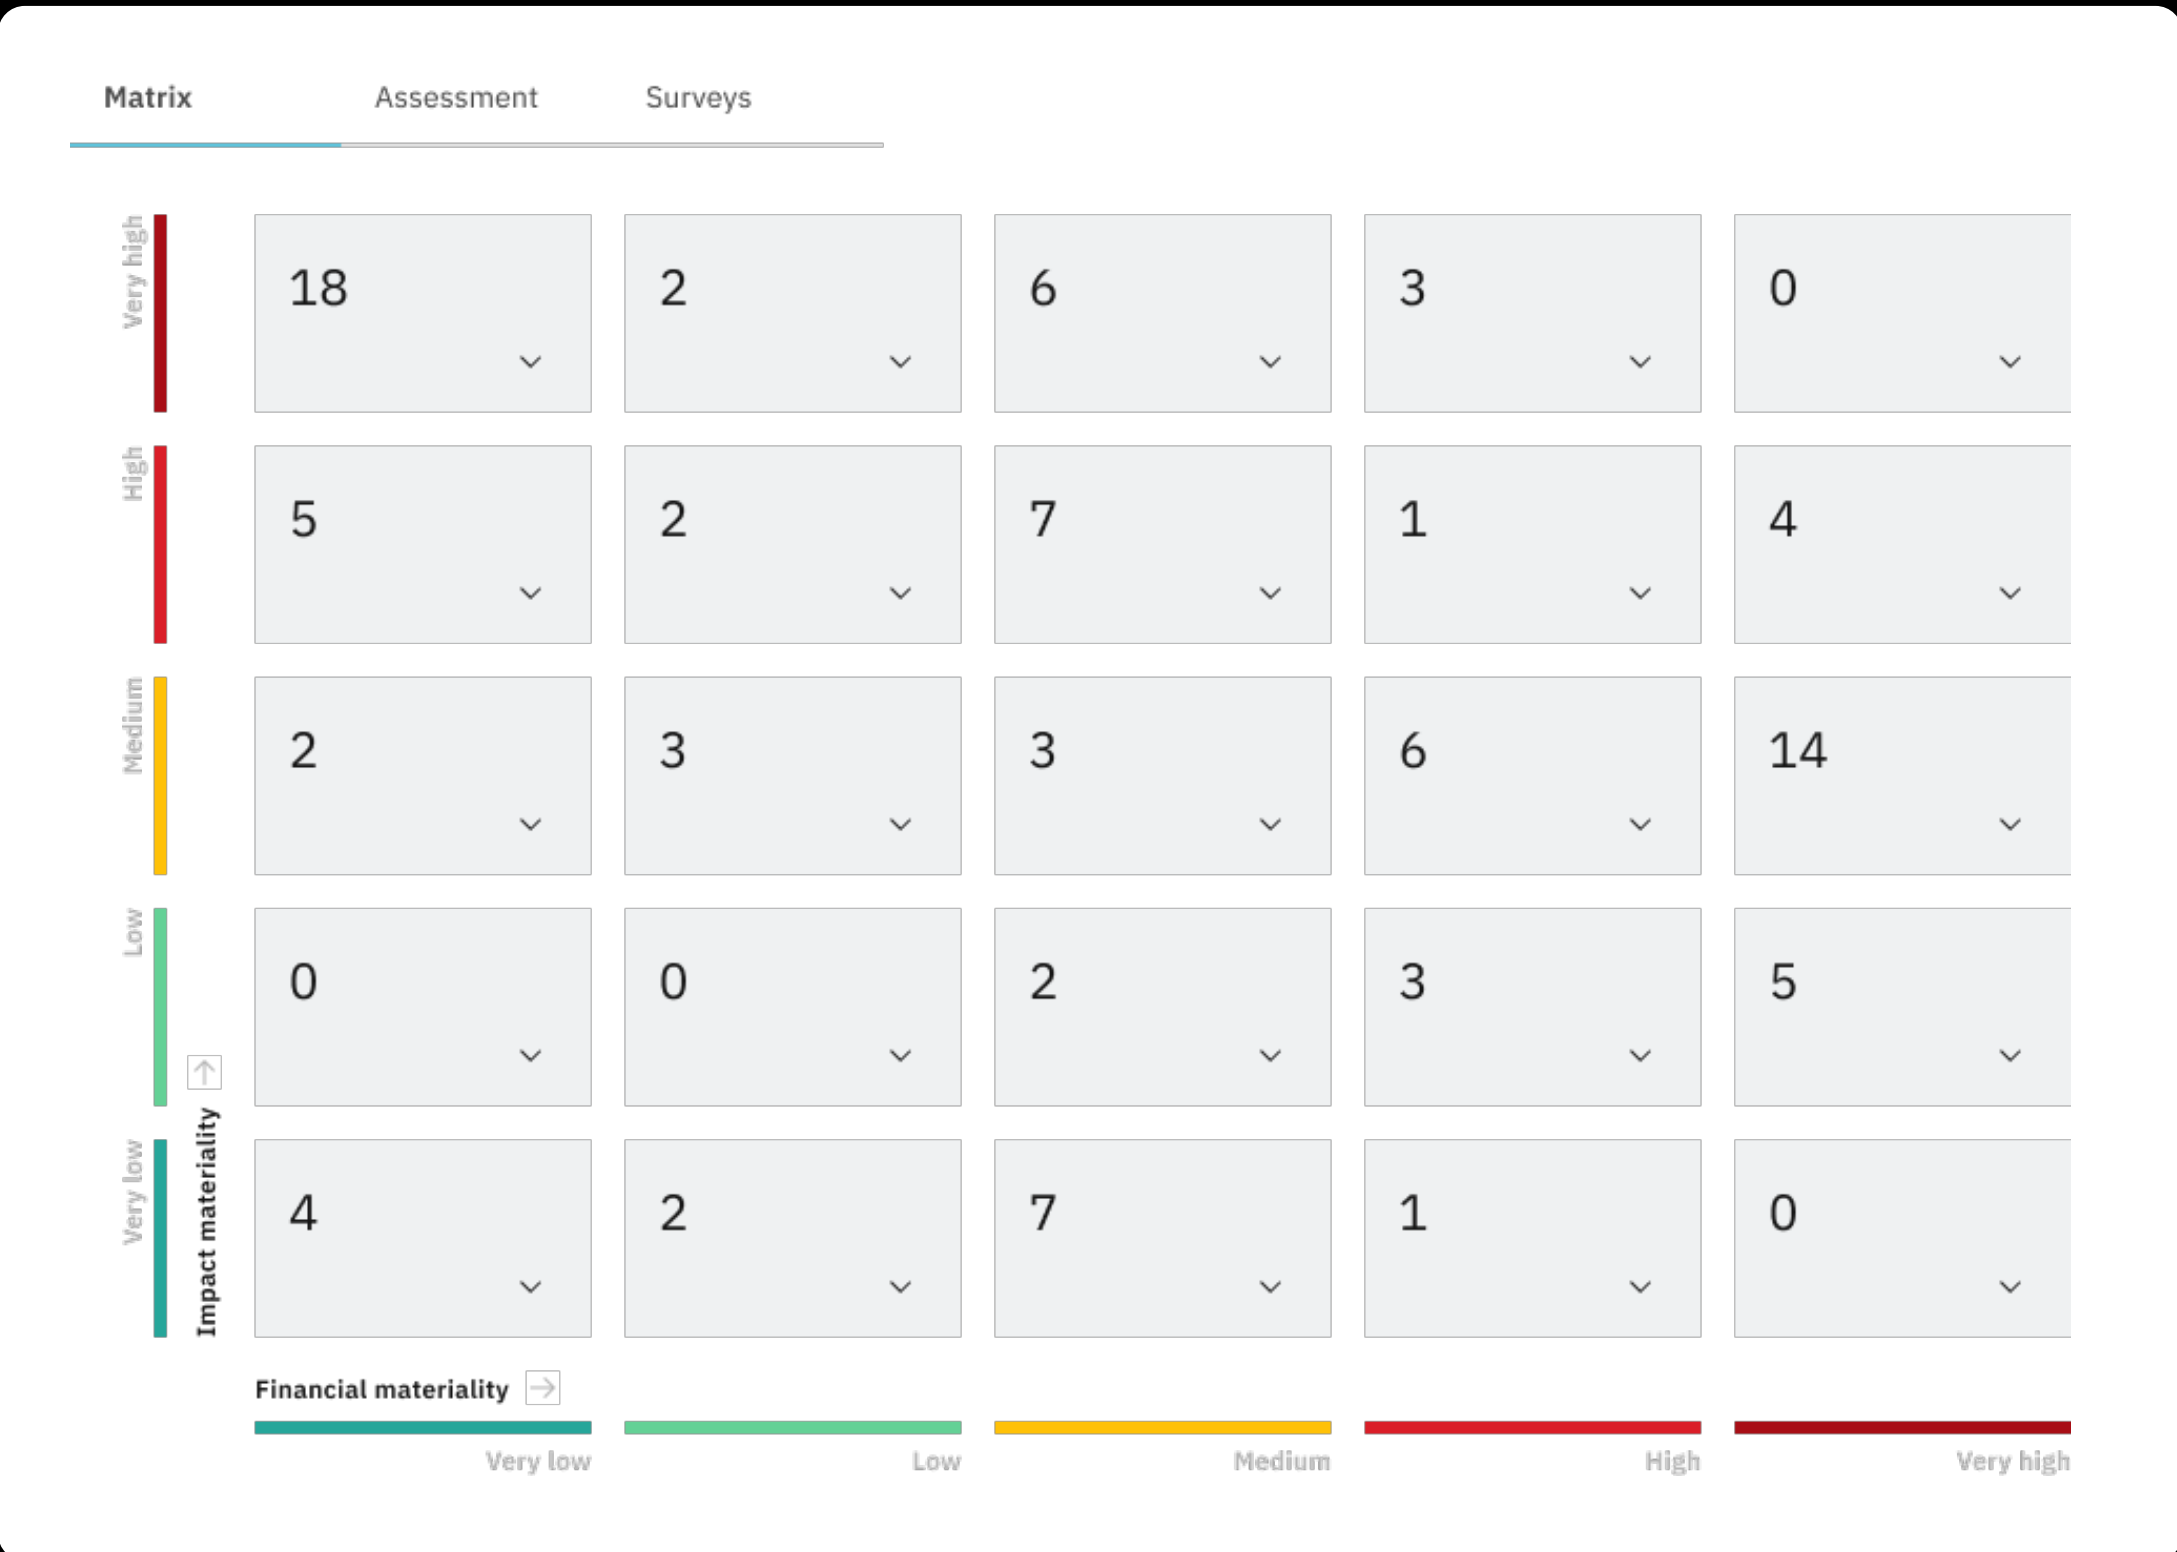 Matrix Assessment Surveys
Very high
18 2 6 3 0
High
5 2 7 1 4
Medium
2 3 3 6 14
Low
0 0 2 3 5
Very low
4 2 7 1 0
Impact materiality
Financial materiality
Very low Low Medium High Very high